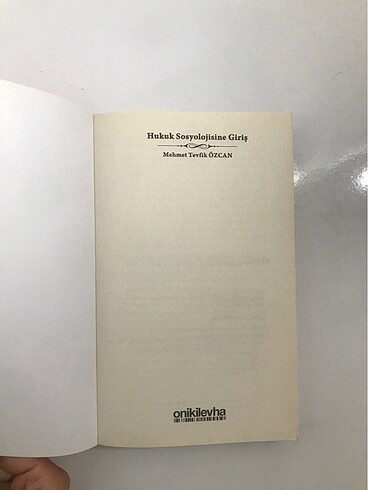 Hukuk Sosyolojisine Giriş
Mehmet Tevfik ÖZCAN
onikilevha